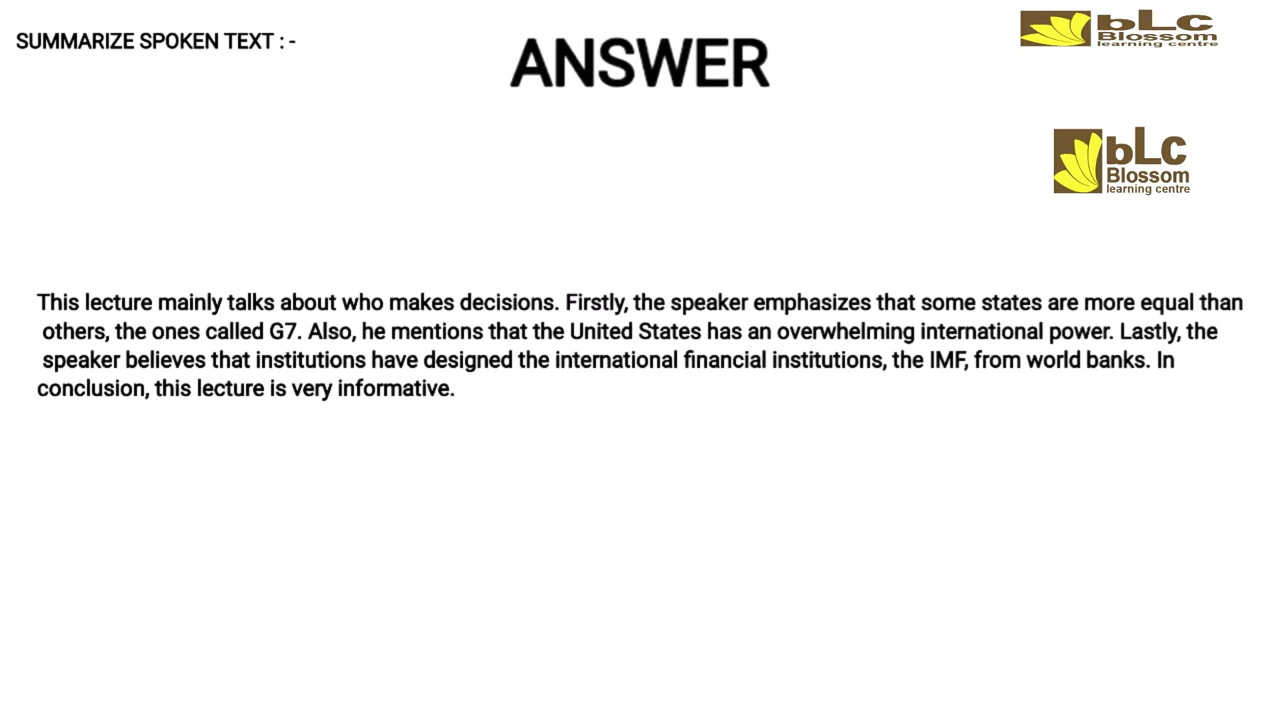 SUMMARIZE SPOKEN TEXT : -
ANSWER
bLC
Blossom
learning centre
bLC
Blossom
learning centre
This lecture mainly talks about who makes decisions. Firstly, the speaker emphasizes that some states are more equal than
others, the ones called G7. Also, he mentions that the United States has an overwhelming international power. Lastly, the
speaker believes that institutions have designed the international financial institutions, the IMF, from world banks. In
conclusion, this lecture is very informative.